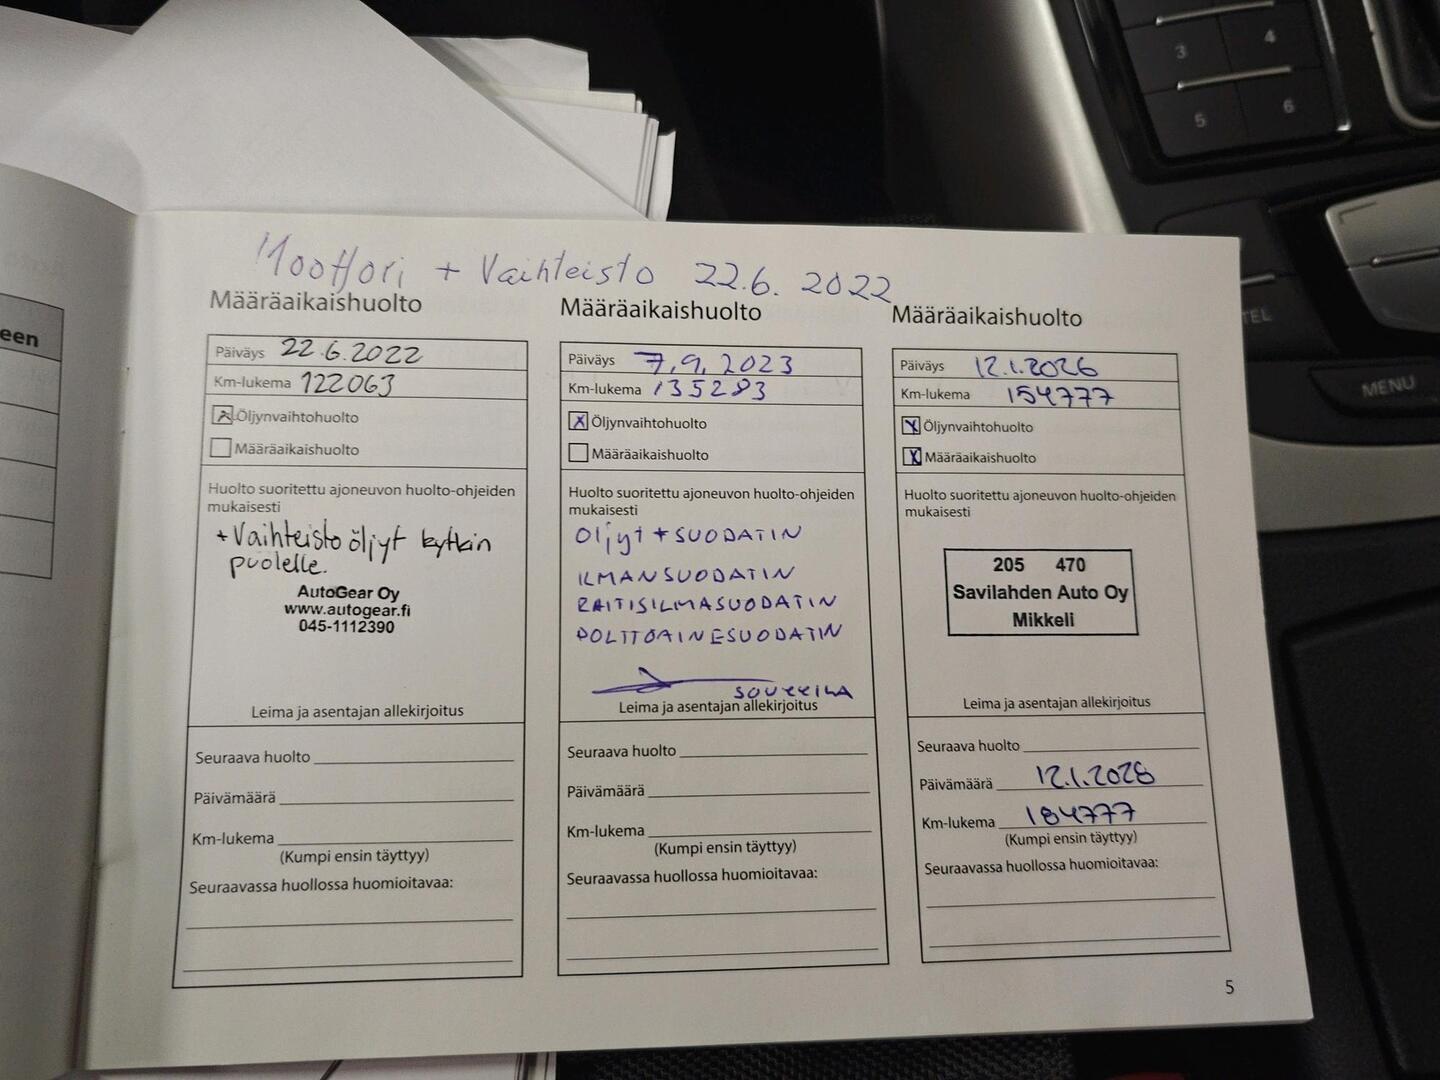 Moottori + Vaihteisto 22.6. 2022
Määräaikaishuolto
Päiväys 22.6.2022
Km-lukema 122063
Öljynvaihtohuolto
Määräaikaishuolto
Huolto suoritettu ajoneuvon huolto-ohjeiden
mukaisesti
+ Vaihteisto öljyt kytkin
puolelle.
AutoGear Oy
www.autogear.fi
045-1112390
Leima ja asentajan allekirjoitus
Seuraava huolto
Päivämäärä
Km-lukema
(Kumpi ensin täyttyy)
Seuraavassa huollossa huomioitavaa:
Määräaikaishuolto
Päiväys 7.9.2023
Km-lukema 135283
Öljynvaihtohuolto
Määräaikaishuolto
Huolto suoritettu ajoneuvon huolto-ohjeiden
mukaisesti
Öljyt + SUODATIN
ILMANSUODATIN
RAITISILMASUODATIN
POLTTOAINESUODATIN
Leima ja asentajan allekirjoitus
Seuraava huolto
Päivämäärä
Km-lukema
(Kumpi ensin täyttyy)
Seuraavassa huollossa huomioitavaa:
Määräaikaishuolto
Päiväys 12.1.2026
Km-lukema 154777
Öljynvaihtohuolto
Määräaikaishuolto
Huolto suoritettu ajoneuvon huolto-ohjeiden
mukaisesti
205 470
Savilahden Auto Oy
Mikkeli
Leima ja asentajan allekirjoitus
Seuraava huolto
Päivämäärä 12.1.2028
Km-lukema 184777
(Kumpi ensin täyttyy)
Seuraavassa huollossa huomioitavaa:
5
een
3 4
5 6
TEL
MENU